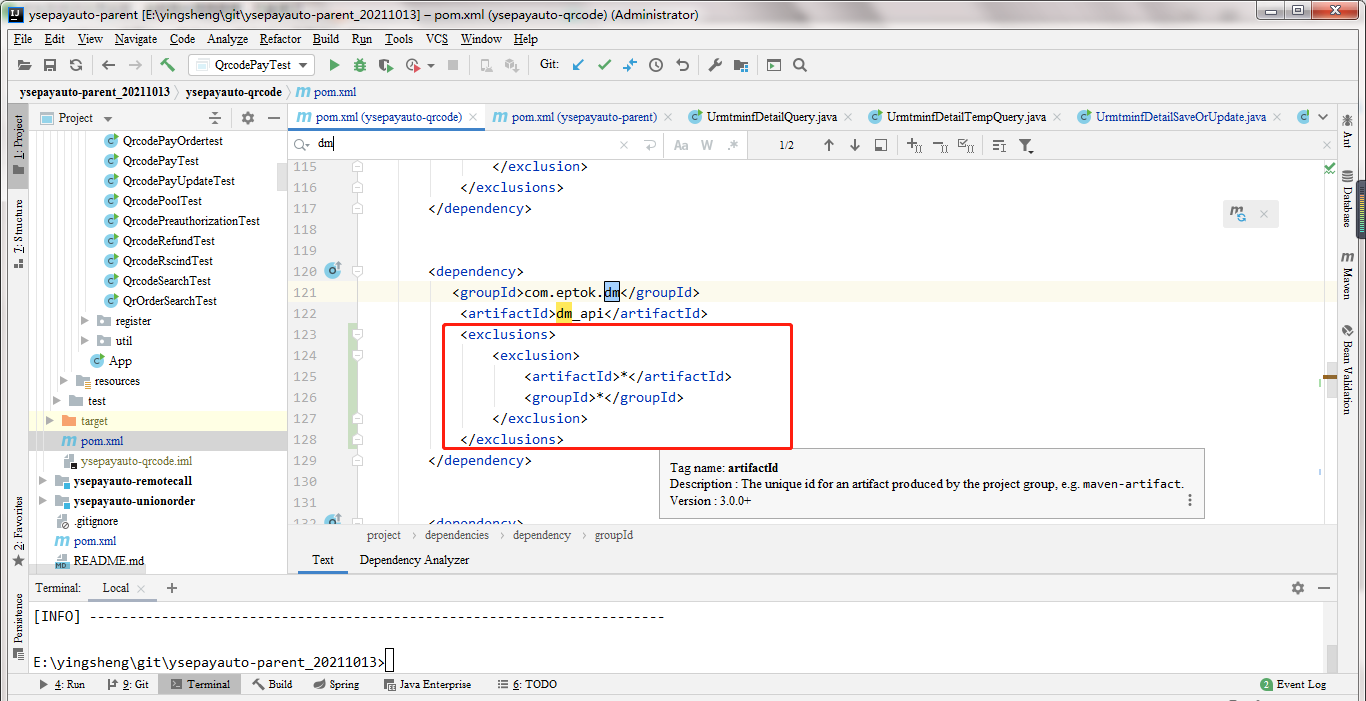 ysepayauto-parent [E:\yingsheng\git\ysepayauto-parent_20211013] – pom.xml (ysepayauto-qrcode) (Administrator)
File Edit View Navigate Code Analyze Refactor Build Run Tools VCS Window Help
QrcodePayTest Git:
ysepayauto-parent_20211013 ysepayauto-qrcode pom.xml
Project
pom.xml (ysepayauto-qrcode) pom.xml (ysepayauto-parent) UrmtminfDetailQuery.java UrmtminfDetailTempQuery.java UrmtminfDetailSaveOrUpdate.java
dm Aa W .* 1/2
1: Project
7: Structure
2: Favorites
Persistence
QrcodePayOrdertest
QrcodePayTest
QrcodePayUpdateTest
QrcodePoolTest
QrcodePreauthorizationTest
QrcodeRefundTest
QrcodeRscindTest
QrcodeSearchTest
QrOrderSearchTest
register
util
App
resources
test
target
pom.xml
ysepayauto-qrcode.iml
ysepayauto-remotecall
ysepayauto-unionorder
.gitignore
pom.xml
README.md
115 </exclusion>
116 </exclusions>
117 </dependency>
118
119
120 <dependency>
121 <groupId>com.eptok.dm</groupId>
122 <artifactId>dm_api</artifactId>
123 <exclusions>
124 <exclusion>
125 <artifactId>*</artifactId>
126 <groupId>*</groupId>
127 </exclusion>
128 </exclusions>
129 </dependency>
130
131
132 <dependency>
Tag name: artifactId
Description : The unique id for an artifact produced by the project group, e.g. maven-artifact.
Version : 3.0.0+
project dependencies dependency groupId
Text Dependency Analyzer
Ant
Database
Maven
Bean Validation
Terminal: Local
[INFO] ------------------------------------------------------------------------
E:\yingsheng\git\ysepayauto-parent_20211013>
4: Run 9: Git Terminal Build Spring Java Enterprise 6: TODO 2 Event Log